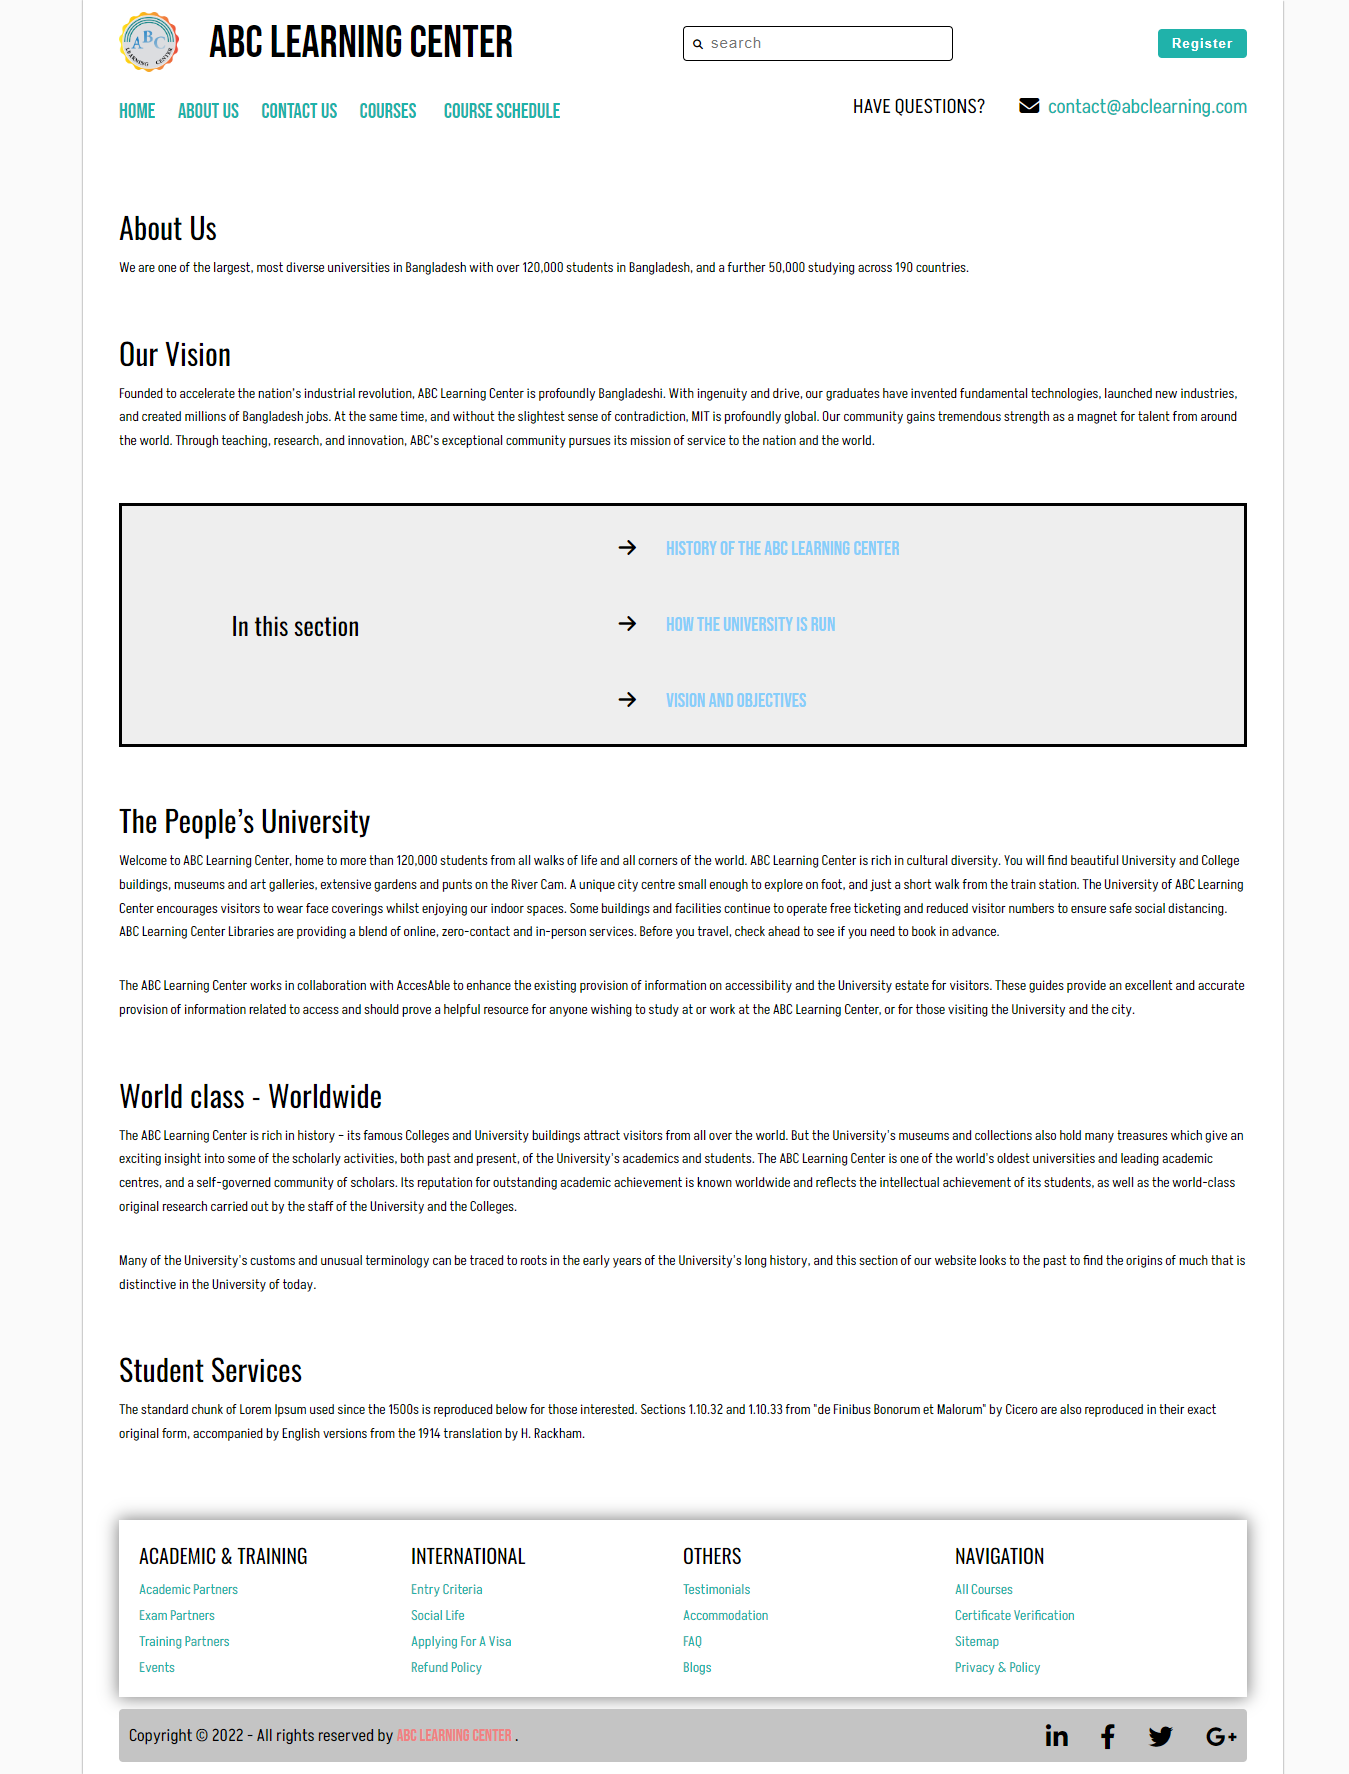 ABC
LEARNING CENTER
ABC LEARNING CENTER
search
Register
HOME ABOUT US CONTACT US COURSES COURSE SCHEDULE
HAVE QUESTIONS? contact@abclearning.com
About Us
We are one of the largest, most diverse universities in Bangladesh with over 120,000 students in Bangladesh, and a further 50,000 studying across 190 countries.
Our Vision
Founded to accelerate the nation's industrial revolution, ABC Learning Center is profoundly Bangladeshi. With ingenuity and drive, our graduates have invented fundamental technologies, launched new industries,
and created millions of Bangladesh jobs. At the same time, and without the slightest sense of contradiction, MIT is profoundly global. Our community gains tremendous strength as a magnet for talent from around
the world. Through teaching, research, and innovation, ABC's exceptional community pursues its mission of service to the nation and the world.
In this section
HISTORY OF THE ABC LEARNING CENTER
HOW THE UNIVERSITY IS RUN
VISION AND OBJECTIVES
The People’s University
Welcome to ABC Learning Center, home to more than 120,000 students from all walks of life and all corners of the world. ABC Learning Center is rich in cultural diversity. You will find beautiful University and College
buildings, museums and art galleries, extensive gardens and punts on the River Cam. A unique city centre small enough to explore on foot, and just a short walk from the train station. The University of ABC Learning
Center encourages visitors to wear face coverings whilst enjoying our indoor spaces. Some buildings and facilities continue to operate free ticketing and reduced visitor numbers to ensure safe social distancing.
ABC Learning Center Libraries are providing a blend of online, zero-contact and in-person services. Before you travel, check ahead to see if you need to book in advance.
The ABC Learning Center works in collaboration with AccesAble to enhance the existing provision of information on accessibility and the University estate for visitors. These guides provide an excellent and accurate
provision of information related to access and should prove a helpful resource for anyone wishing to study at or work at the ABC Learning Center, or for those visiting the University and the city.
World class - Worldwide
The ABC Learning Center is rich in history – its famous Colleges and University buildings attract visitors from all over the world. But the University's museums and collections also hold many treasures which give an
exciting insight into some of the scholarly activities, both past and present, of the University's academics and students. The ABC Learning Center is one of the world's oldest universities and leading academic
centres, and a self-governed community of scholars. Its reputation for outstanding academic achievement is known worldwide and reflects the intellectual achievement of its students, as well as the world-class
original research carried out by the staff of the University and the Colleges.
Many of the University's customs and unusual terminology can be traced to roots in the early years of the University's long history, and this section of our website looks to the past to find the origins of much that is
distinctive in the University of today.
Student Services
The standard chunk of Lorem Ipsum used since the 1500s is reproduced below for those interested. Sections 1.10.32 and 1.10.33 from "de Finibus Bonorum et Malorum" by Cicero are also reproduced in their exact
original form, accompanied by English versions from the 1914 translation by H. Rackham.
ACADEMIC & TRAINING
Academic Partners
Exam Partners
Training Partners
Events
INTERNATIONAL
Entry Criteria
Social Life
Applying For A Visa
Refund Policy
OTHERS
Testimonials
Accommodation
FAQ
Blogs
NAVIGATION
All Courses
Certificate Verification
Sitemap
Privacy & Policy
Copyright © 2022 - All rights reserved by ABC LEARNING CENTER .